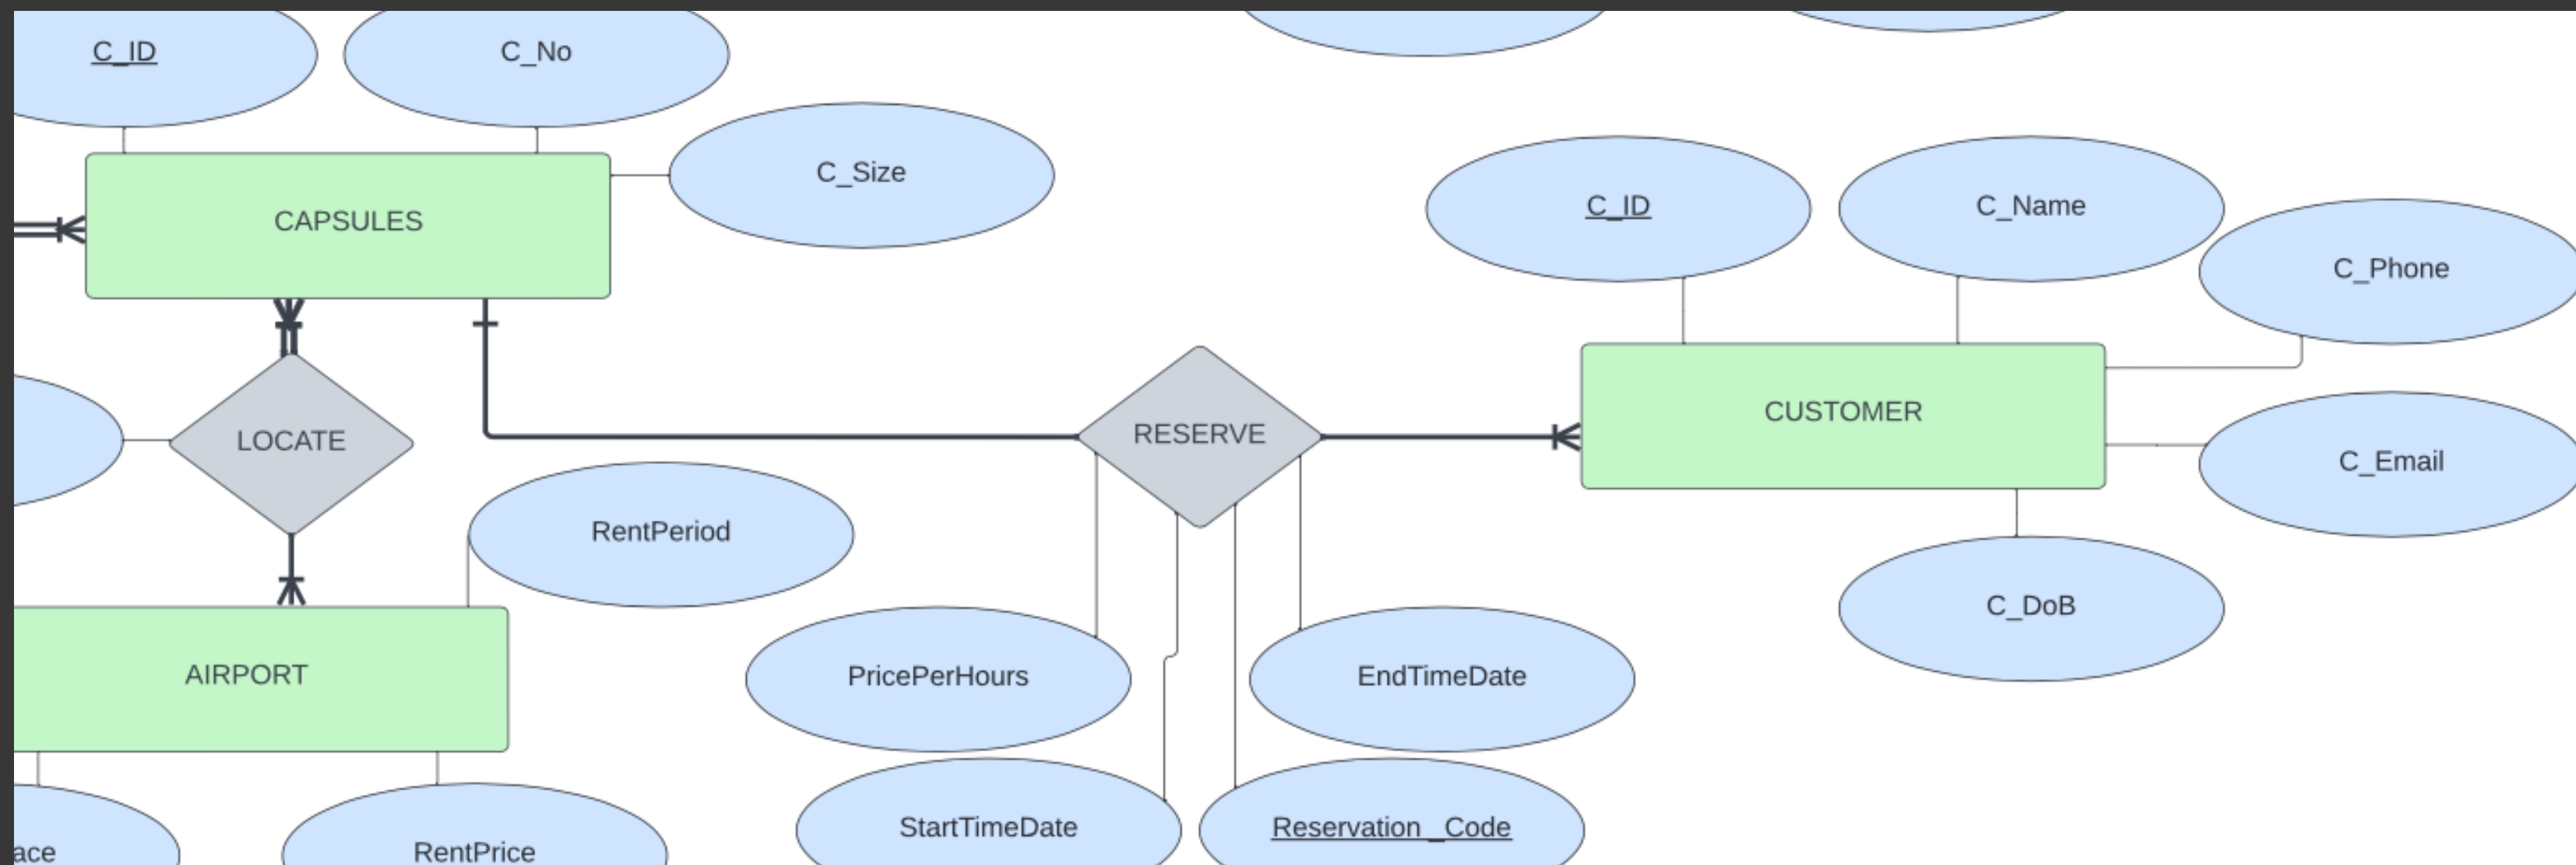 C_ID
C_No
C_Size
CAPSULES
C_ID
C_Name
C_Phone
CUSTOMER
LOCATE
RESERVE
C_Email
RentPeriod
C_DoB
AIRPORT
PricePerHours
EndTimeDate
StartTimeDate
Reservation _Code
ace
RentPrice